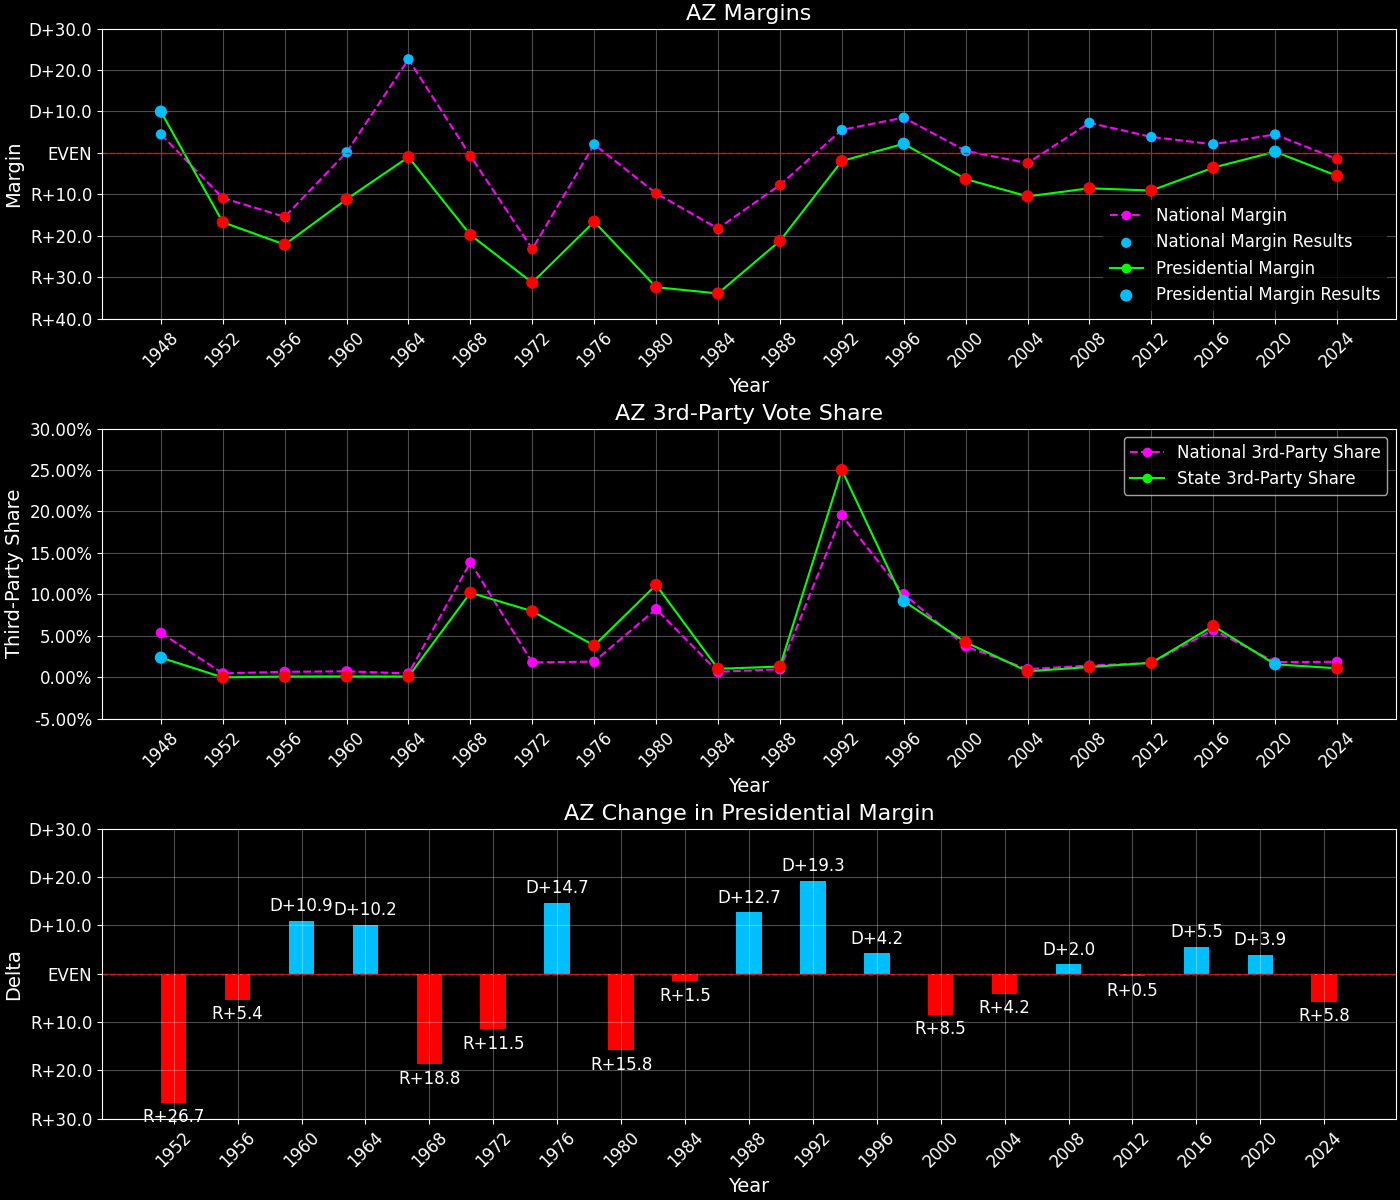 AZ Margins
D+30.0
D+20.0
D+10.0
EVEN
R+10.0
R+20.0
R+30.0
R+40.0
Margin
National Margin
National Margin Results
Presidential Margin
Presidential Margin Results
1948 1952 1956 1960 1964 1968 1972 1976 1980 1984 1988 1992 1996 2000 2004 2008 2012 2016 2020 2024
Year
AZ 3rd-Party Vote Share
30.00%
25.00%
20.00%
15.00%
10.00%
5.00%
0.00%
-5.00%
Third-Party Share
National 3rd-Party Share
State 3rd-Party Share
1948 1952 1956 1960 1964 1968 1972 1976 1980 1984 1988 1992 1996 2000 2004 2008 2012 2016 2020 2024
Year
AZ Change in Presidential Margin
D+30.0
D+20.0
D+10.0
EVEN
R+10.0
R+20.0
R+30.0
Delta
R+26.7
R+5.4
D+10.9
D+10.2
R+18.8
R+11.5
D+14.7
R+15.8
R+1.5
D+12.7
D+19.3
D+4.2
R+8.5
R+4.2
D+2.0
R+0.5
D+5.5
D+3.9
R+5.8
1952 1956 1960 1964 1968 1972 1976 1980 1984 1988 1992 1996 2000 2004 2008 2012 2016 2020 2024
Year